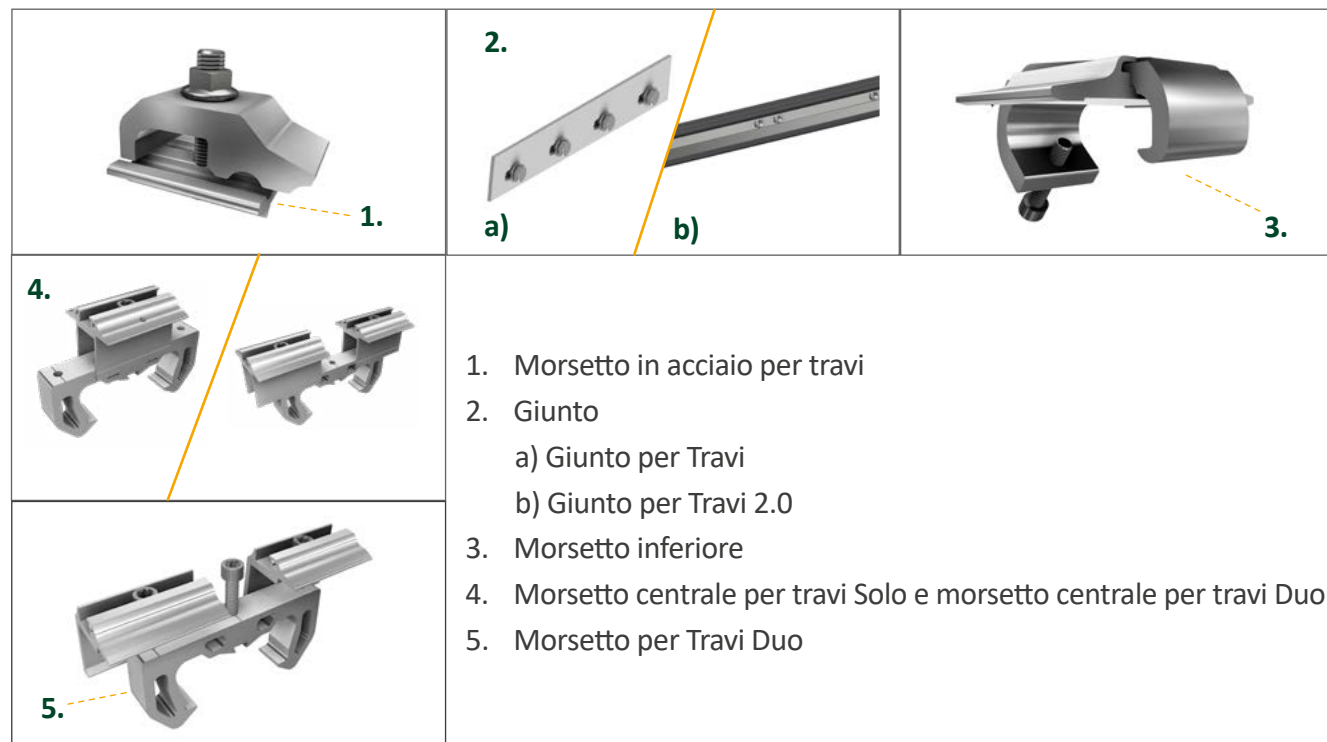 1.
2.
a)
b)
3.
4.
5.
1. Morsetto in acciaio per travi
2. Giunto
a) Giunto per Travi
b) Giunto per Travi 2.0
3. Morsetto inferiore
4. Morsetto centrale per travi Solo e morsetto centrale per travi Duo
5. Morsetto per Travi Duo